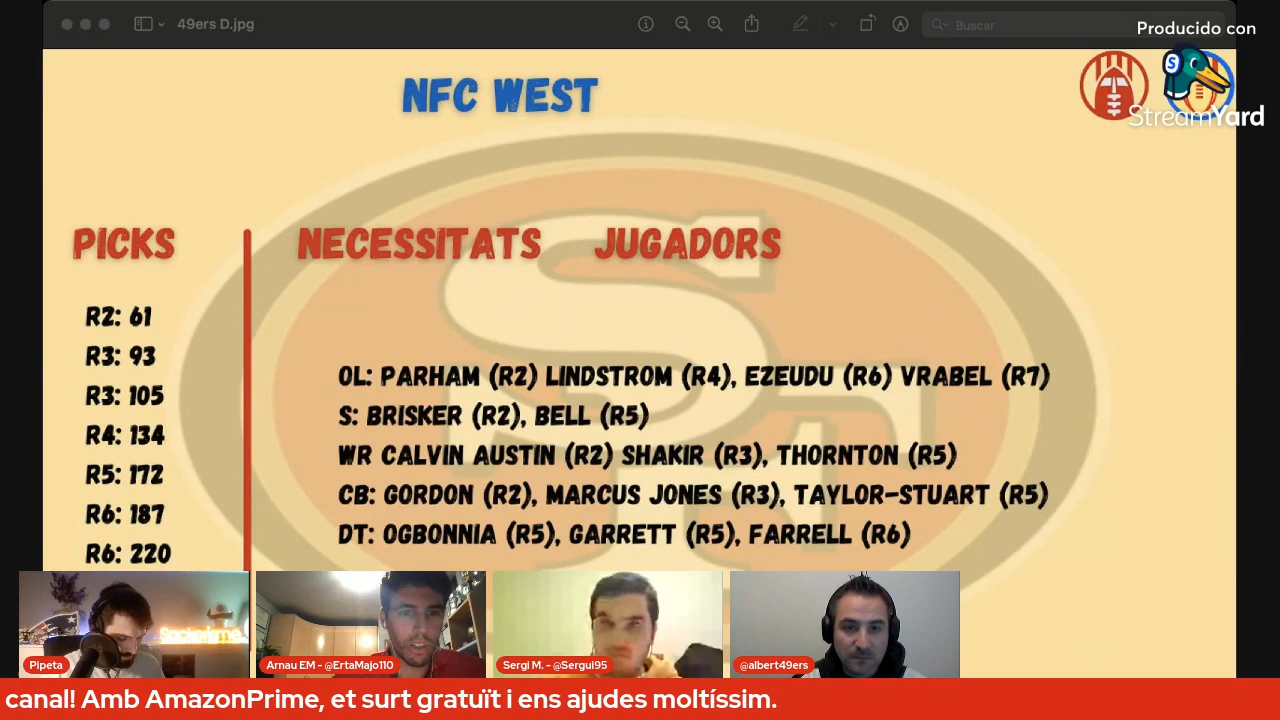 49ers D.jpg
Buscar
Producido con
StreamYard
NFC WEST
PICKS
NECESSITATS
JUGADORS
R2: 61
R3: 93
R3: 105
R4: 134
R5: 172
R6: 187
R6: 220
OL: PARHAM (R2) LINDSTROM (R4), EZEUDU (R6) VRABEL (R7)
S: BRISKER (R2), BELL (R5)
WR CALVIN AUSTIN (R2) SHAKIR (R3), THORNTON (R5)
CB: GORDON (R2), MARCUS JONES (R3), TAYLOR-STUART (R5)
DT: OGBONNIA (R5), GARRETT (R5), FARRELL (R6)
Pipeta
Arnau EM - @ErtaMajo110
Sergi M. - @Sergui95
@albert49ers
canal! Amb AmazonPrime, et surt gratuït i ens ajudes moltíssim.